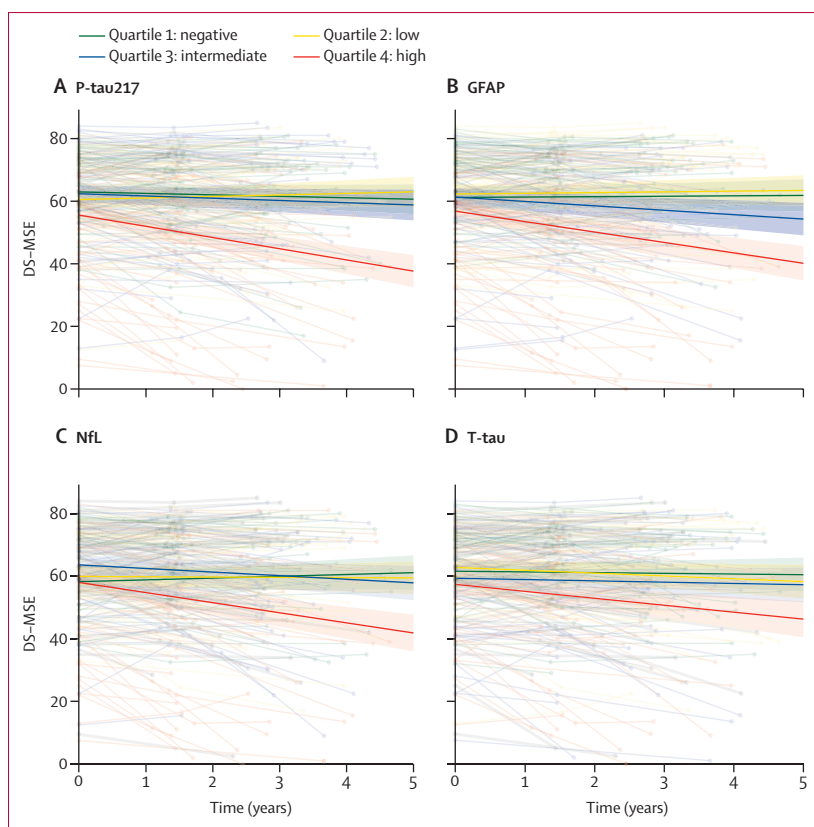 Quartile 1: negative
Quartile 2: low
Quartile 3: intermediate
Quartile 4: high
A P-tau217
B GFAP
80
60
40
20
0
DS–MSE
C NfL
D T-tau
80
60
40
20
0
DS–MSE
0 1 2 3 4 5
0 1 2 3 4 5
Time (years)
Time (years)